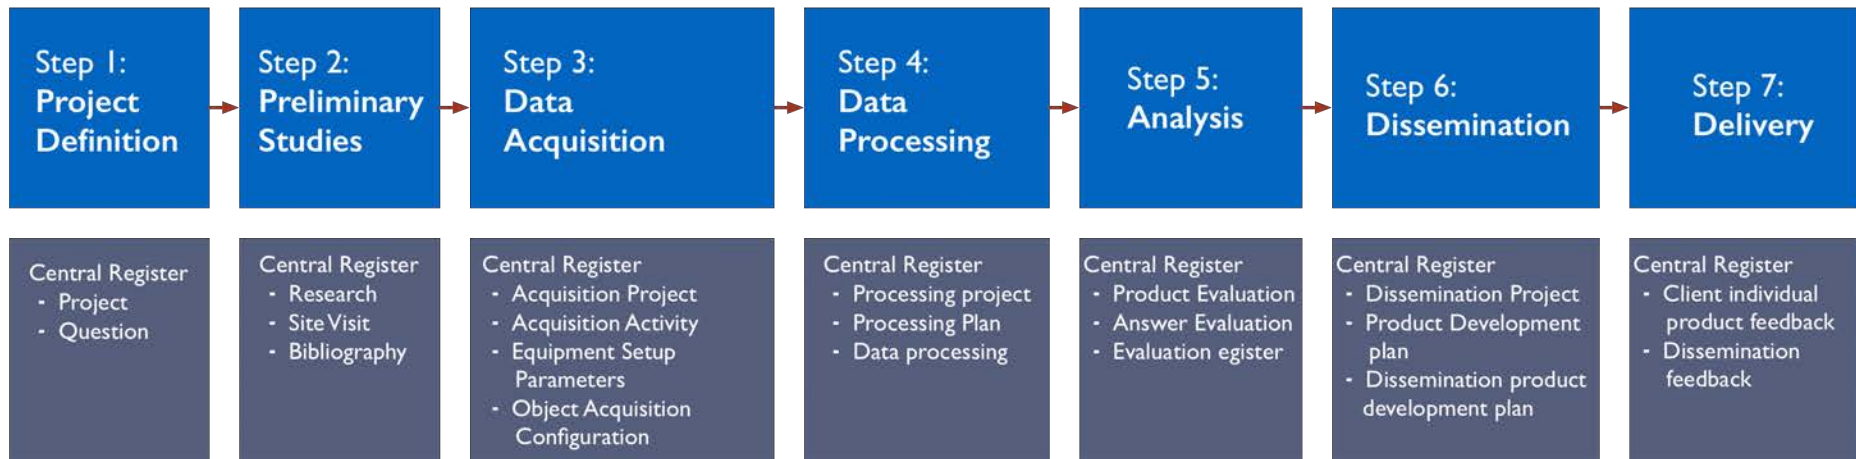 Step 1:
Project
Definition
Step 2:
Preliminary
Studies
Step 3:
Data
Acquisition
Step 4:
Data
Processing
Step 5:
Analysis
Step 6:
Dissemination
Step 7:
Delivery
Central Register
- Project
- Question
Central Register
- Research
- Site Visit
- Bibliography
Central Register
- Acquisition Project
- Acquisition Activity
- Equipment Setup
Parameters
- Object Acquisition
Configuration
Central Register
- Processing project
- Processing Plan
- Data processing
Central Register
- Product Evaluation
- Answer Evaluation
- Evaluation egister
Central Register
- Dissemination Project
- Product Development
plan
- Dissemination product
development plan
Central Register
- Client individual
product feedback
- Dissemination
feedback